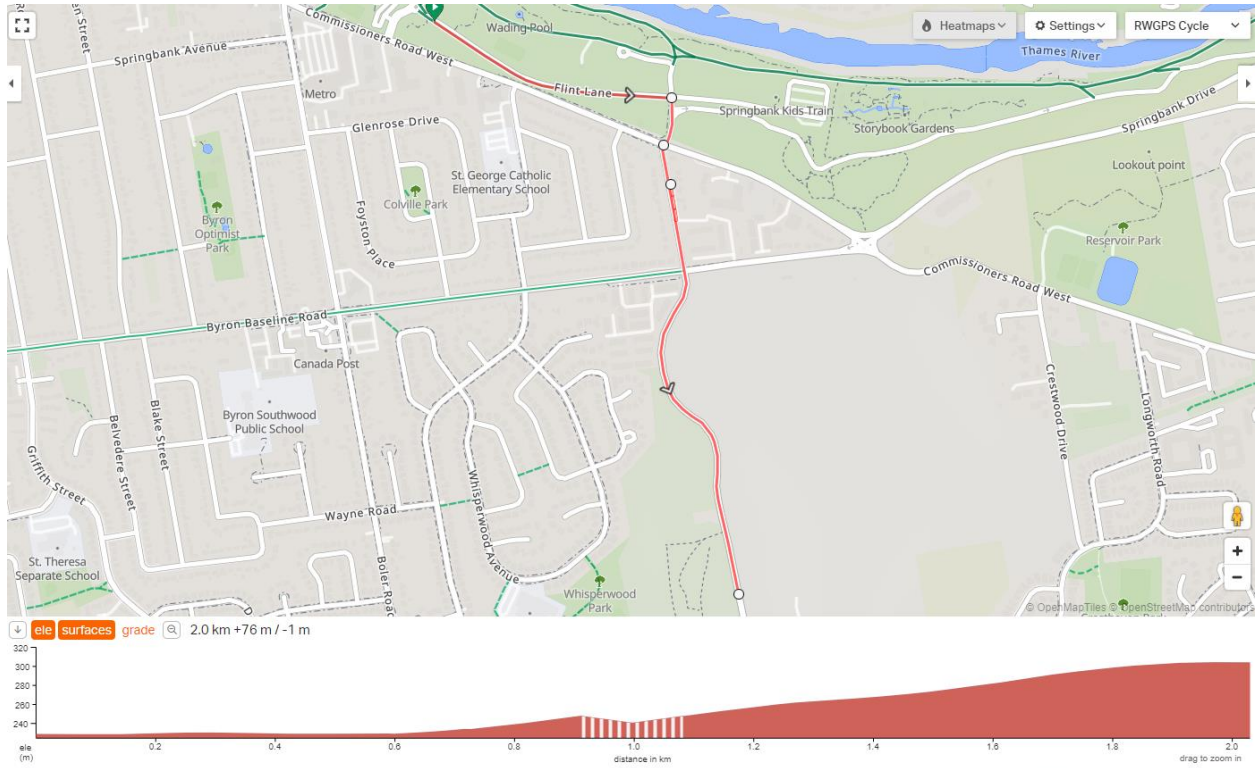 Heatmaps
Settings
RWGPS Cycle
Commissioners Road West
Wading Pool
Thames River
Springbank Avenue
Metro
Flint Lane
Springbank Kids Train
Storybook Gardens
Springbank Drive
Glenrose Drive
St. George Catholic
Elementary School
Lookout point
Colville Park
Foyston Place
Byron
Optimist
Park
Reservoir Park
Commissioners Road West
Byron Baseline Road
Canada Post
Byron Southwood
Public School
Blake Street
Belvedere Street
Griffith Street
Crestwood Drive
Longworth Road
Whisperwood Avenue
Wayne Road
Boler Road
St. Theresa
Separate School
Whisperwood
Park
© OpenMapTiles © OpenStreetMap contributors
ele surfaces grade 2.0 km +76 m / -1 m
320
300
280
260
240
ele
(m)
0.2 0.4 0.6 0.8 1.0 1.2 1.4 1.6 1.8 2.0
distance in km
drag to zoom in